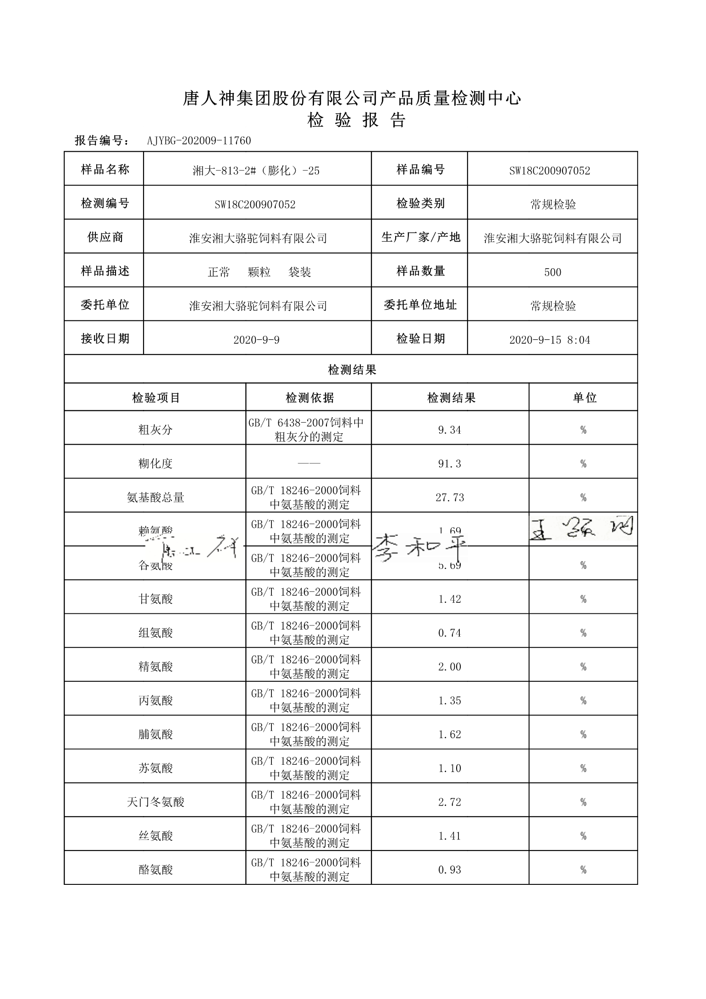 唐人神集团股份有限公司产品质量检测中心
检 验 报 告
报告编号： AJYBG-202009-11760
样品名称 湘大-813-2#（膨化）-25 样品编号 SW18C200907052
检测编号 SW18C200907052 检验类别 常规检验
供应商 淮安湘大骆驼饲料有限公司 生产厂家/产地 淮安湘大骆驼饲料有限公司
样品描述 正常 颗粒 袋装 样品数量 500
委托单位 淮安湘大骆驼饲料有限公司 委托单位地址 常规检验
接收日期 2020-9-9 检验日期 2020-9-15 8:04
检测结果
检验项目 检测依据 检测结果 单位
粗灰分 GB/T 6438-2007饲料中
粗灰分的测定 9.34 %
糊化度 —— 91.3 %
氨基酸总量 GB/T 18246-2000饲料
中氨基酸的测定 27.73 %
赖氨酸 GB/T 18246-2000饲料
中氨基酸的测定 1.69
李和平
谷氨酸 GB/T 18246-2000饲料
中氨基酸的测定 5.69 %
甘氨酸 GB/T 18246-2000饲料
中氨基酸的测定 1.42 %
组氨酸 GB/T 18246-2000饲料
中氨基酸的测定 0.74 %
精氨酸 GB/T 18246-2000饲料
中氨基酸的测定 2.00 %
丙氨酸 GB/T 18246-2000饲料
中氨基酸的测定 1.35 %
脯氨酸 GB/T 18246-2000饲料
中氨基酸的测定 1.62 %
苏氨酸 GB/T 18246-2000饲料
中氨基酸的测定 1.10 %
天门冬氨酸 GB/T 18246-2000饲料
中氨基酸的测定 2.72 %
丝氨酸 GB/T 18246-2000饲料
中氨基酸的测定 1.41 %
酪氨酸 GB/T 18246-2000饲料
中氨基酸的测定 0.93 %